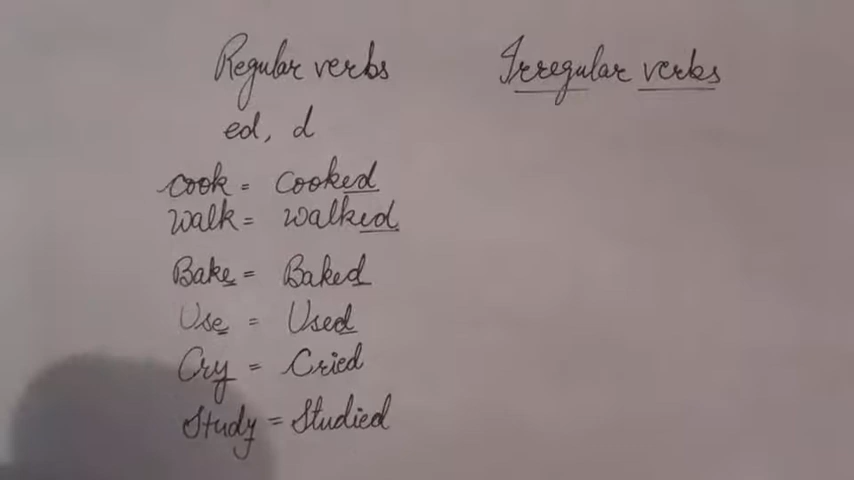 Regular verbs Irregular verbs
ed, d
cook = cooked
Walk = walked
Bake = Baked
Use = Used
Cry = Cried
Study = Studied